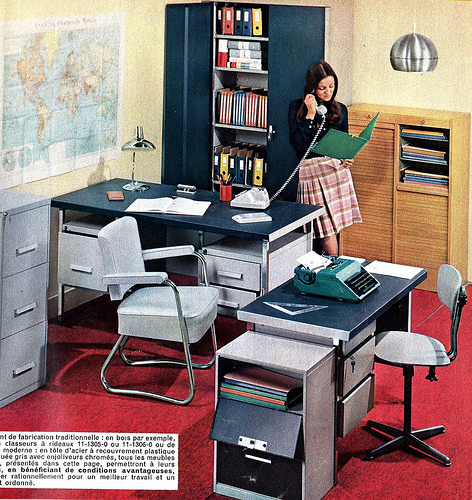 nt de fabrication traditionnelle : en bois par exemple,
classeurs à rideaux 11-1305-0 ou 11-1306-0 ou de
moderne : en tôle d'acier à recouvrement plastique
uée gris avec enjoliveurs chromés, tous les meubles
, présentés dans cette page, permettront à leurs
, en bénéficiant de conditions avantageuses,
er rationnellement pour un meilleur travail et un
t ordonné.